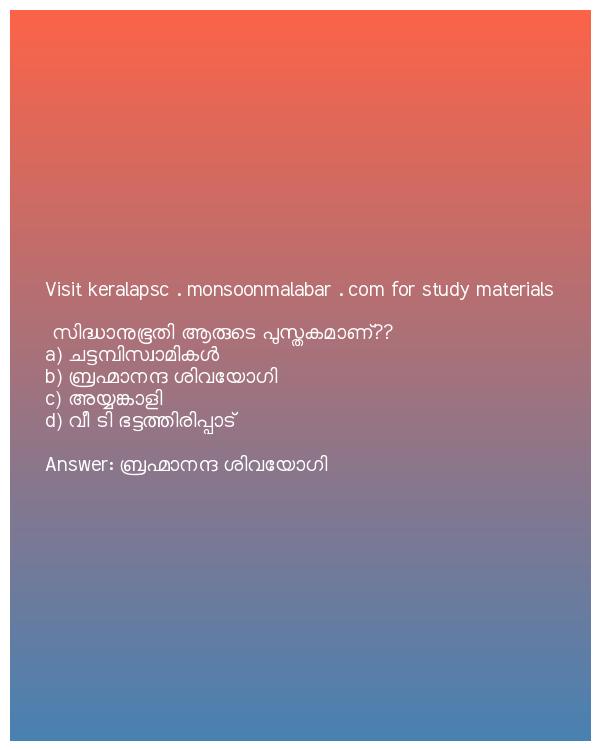 Visit keralapsc . monsoonmalabar . com for study materials
സിദ്ധാനുഭൂതി ആരുടെ പുസ്തകമാണ്??
a) ചട്ടമ്പിസ്വാമികൾ
b) ബ്രഹ്മാനന്ദ ശിവയോഗി
c) അയ്യങ്കാളി
d) വീ ടി ഭട്ടത്തിരിപ്പാട്
Answer: ബ്രഹ്മാനന്ദ ശിവയോഗി